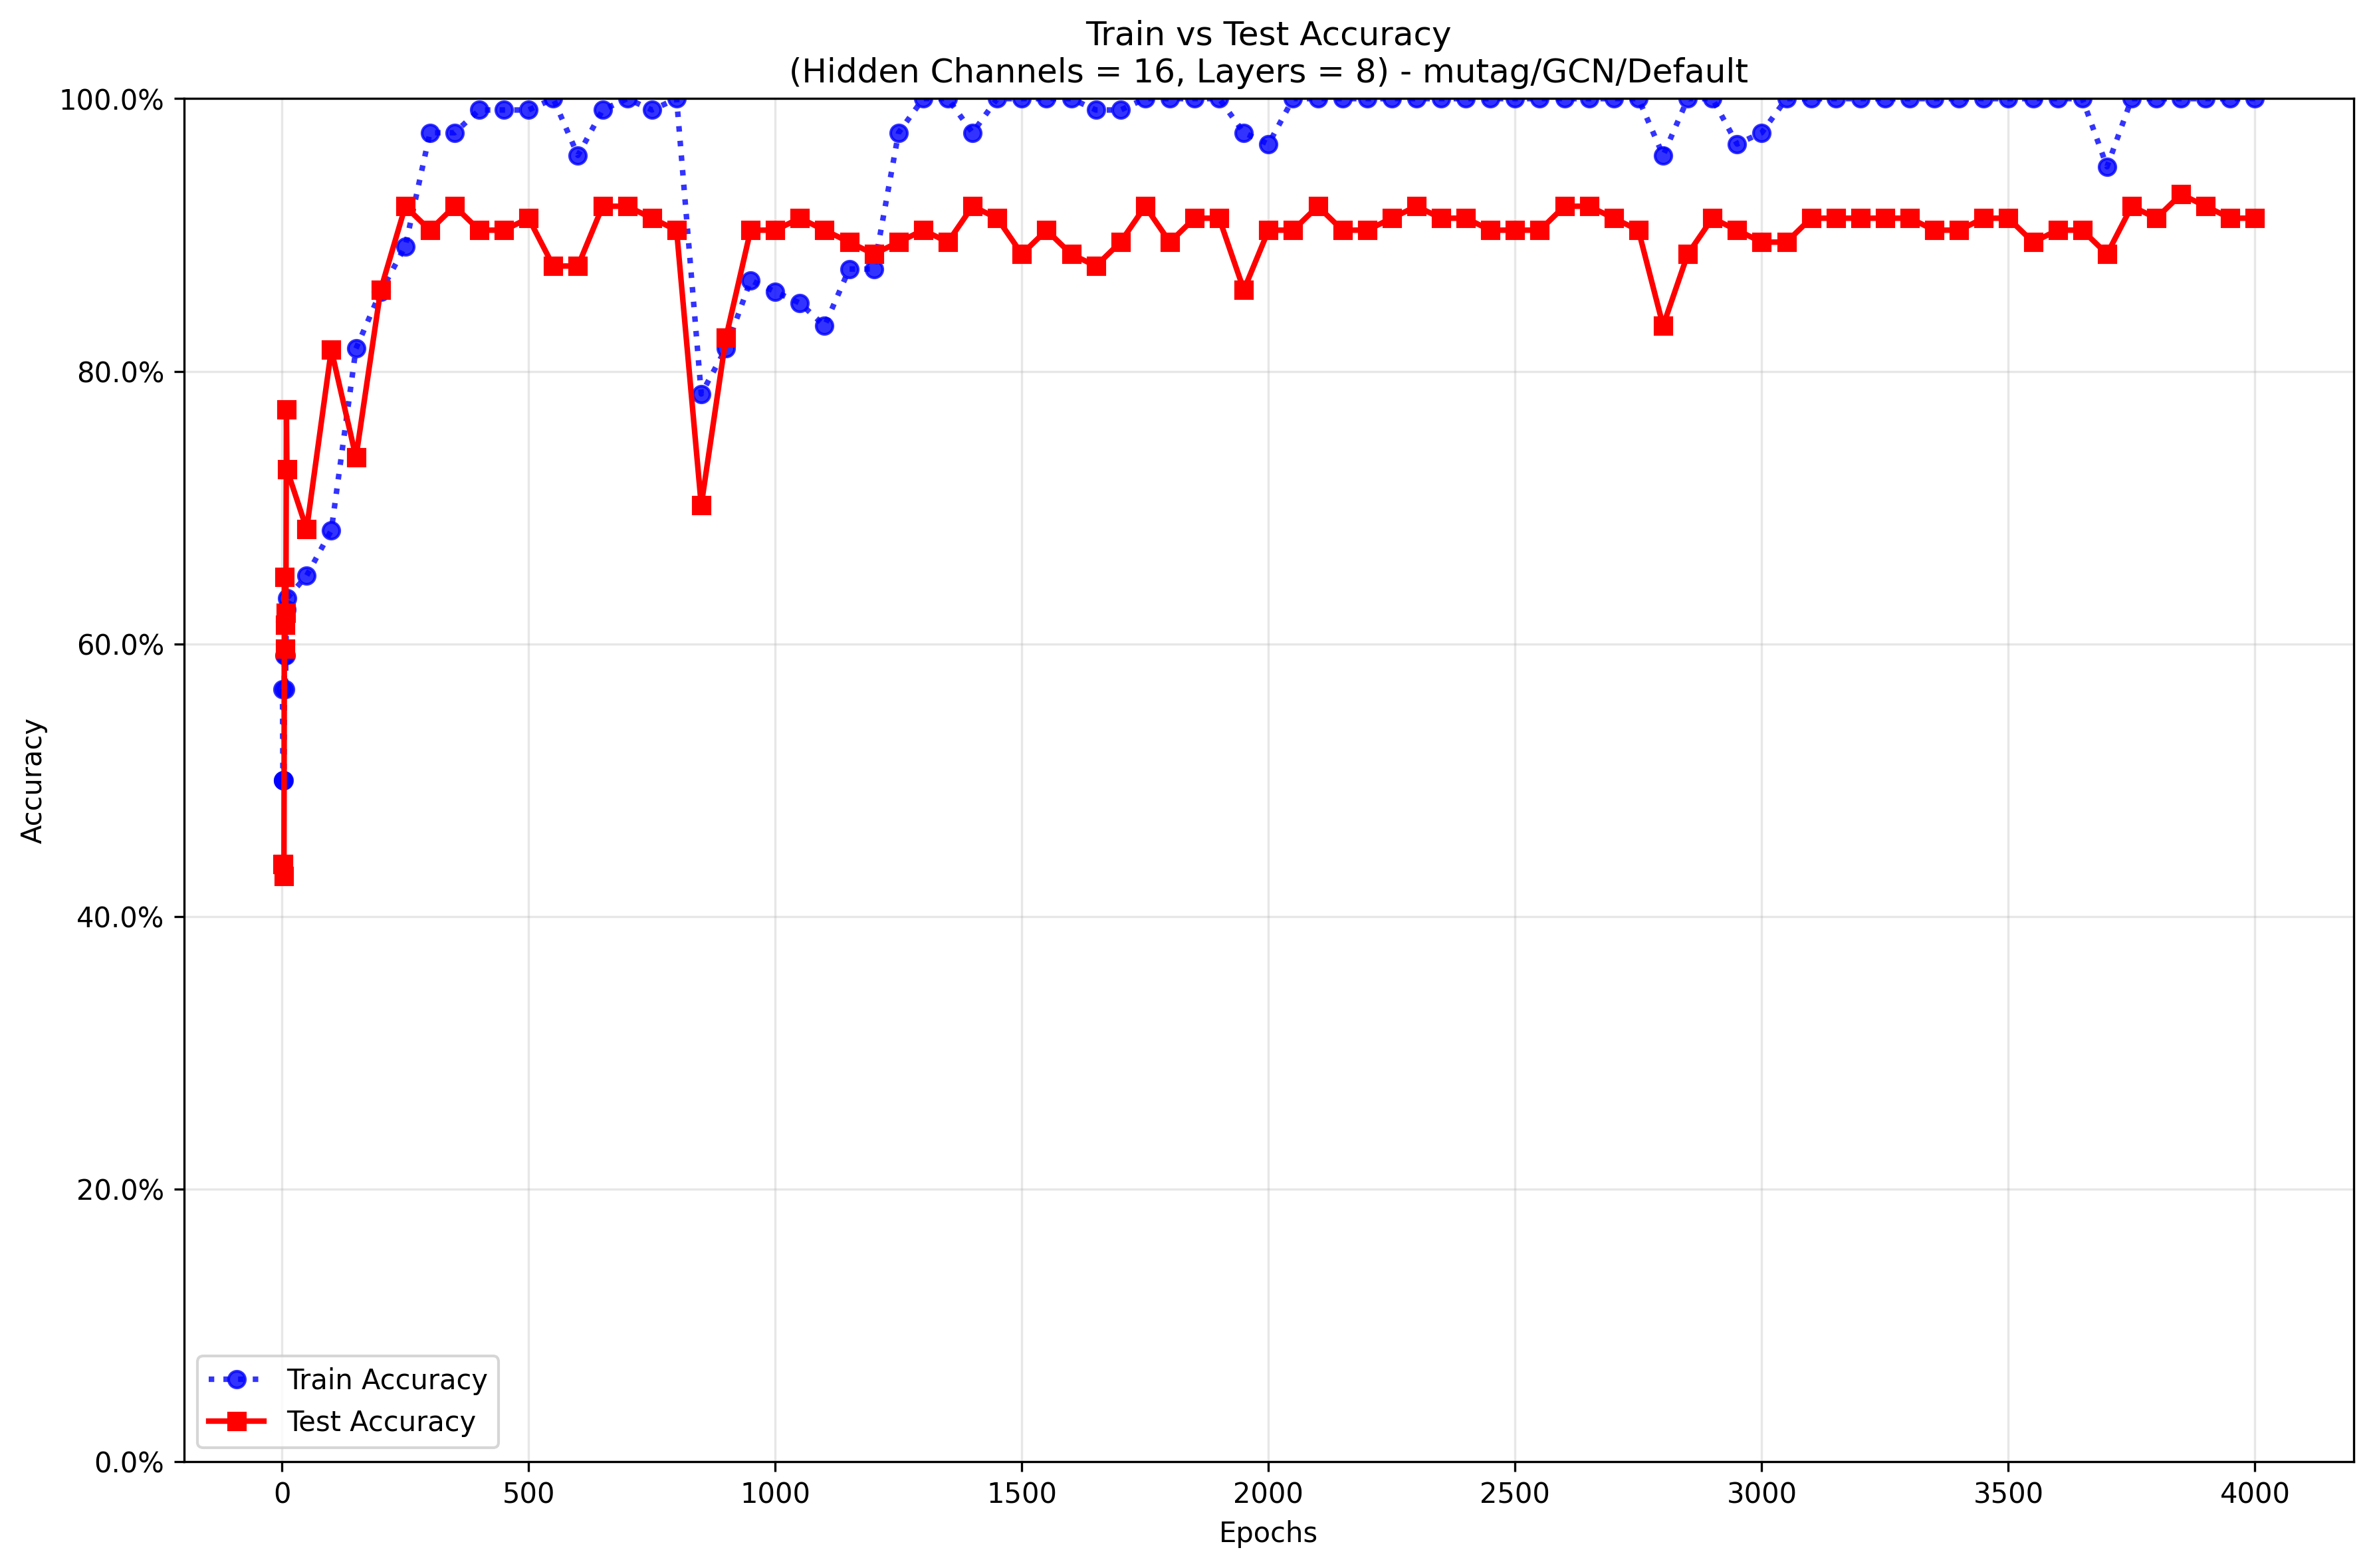 Train vs Test Accuracy
(Hidden Channels = 16, Layers = 8) - mutag/GCN/Default
100.0%
80.0%
60.0%
40.0%
20.0%
0.0%
Accuracy
Train Accuracy
Test Accuracy
0 500 1000 1500 2000 2500 3000 3500 4000
Epochs